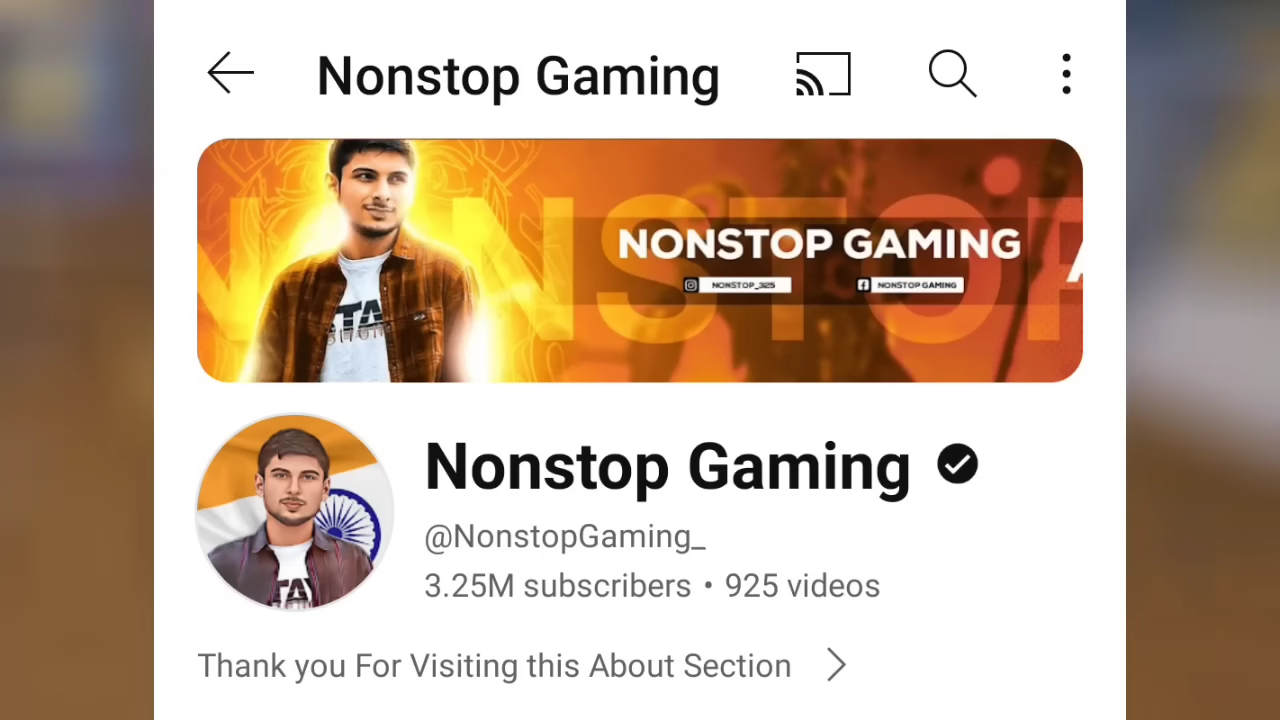 Nonstop Gaming
NONSTOP
NONSTOP GAMING
NONSTOP_325
NONSTOP GAMING
Nonstop Gaming
@NonstopGaming_
3.25M subscribers • 925 videos
Thank you For Visiting this About Section